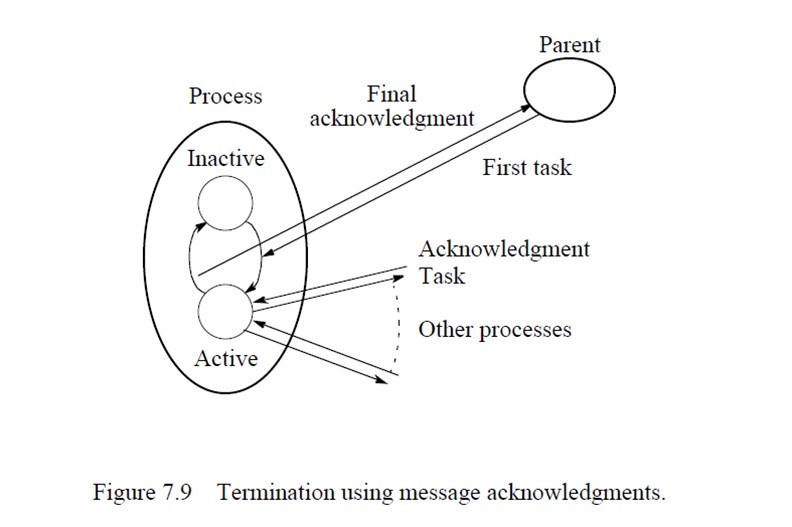 Parent
Process
Final
acknowledgment
Inactive
First task
Acknowledgment
Task
Other processes
Active
Figure 7.9 Termination using message acknowledgments.